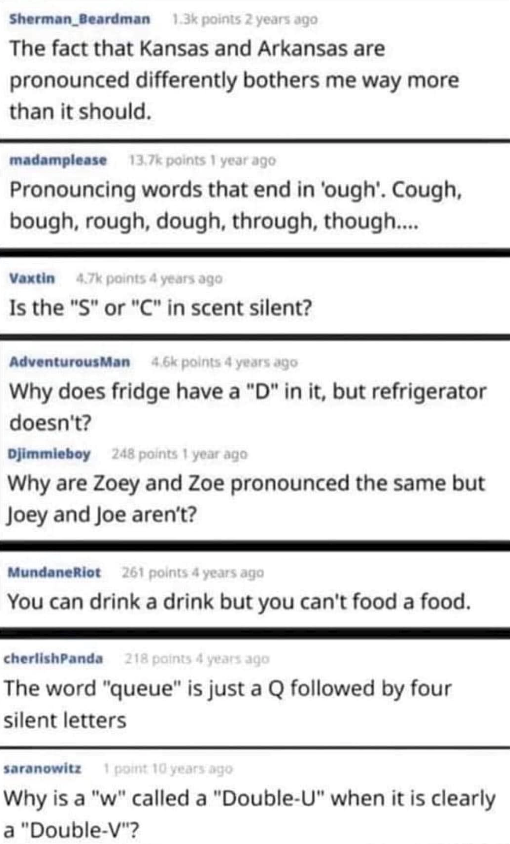 Sherman_Beardman 1.3k points 2 years ago
The fact that Kansas and Arkansas are
pronounced differently bothers me way more
than it should.
madamplease 13.7k points 1 year ago
Pronouncing words that end in 'ough'. Cough,
bough, rough, dough, through, though....
Vaxtin 4.7k points 4 years ago
Is the "S" or "C" in scent silent?
AdventurousMan 4.6k points 4 years ago
Why does fridge have a "D" in it, but refrigerator
doesn't?
Djimmieboy 248 points 1 year ago
Why are Zoey and Zoe pronounced the same but
Joey and Joe aren't?
MundaneRiot 261 points 4 years ago
You can drink a drink but you can't food a food.
cherlishPanda 218 points 4 years ago
The word "queue" is just a Q followed by four
silent letters
saranowitz 1 point 10 years ago
Why is a "w" called a "Double-U" when it is clearly
a "Double-V"?